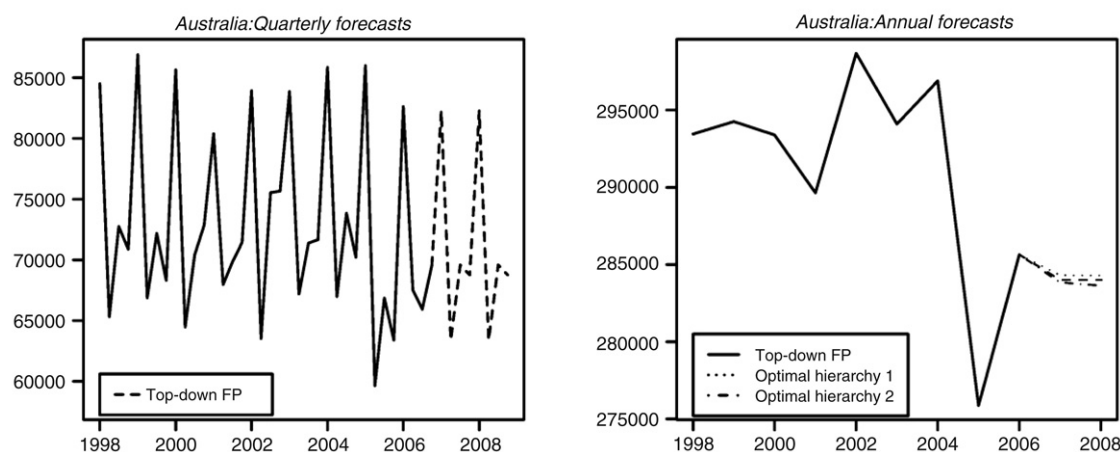 Australia:Quarterly forecasts
85000
80000
75000
70000
65000
60000
Top-down FP
1998 2000 2002 2004 2006 2008
Australia:Annual forecasts
295000
290000
285000
280000
275000
Top-down FP
Optimal hierarchy 1
Optimal hierarchy 2
1998 2000 2002 2004 2006 2008